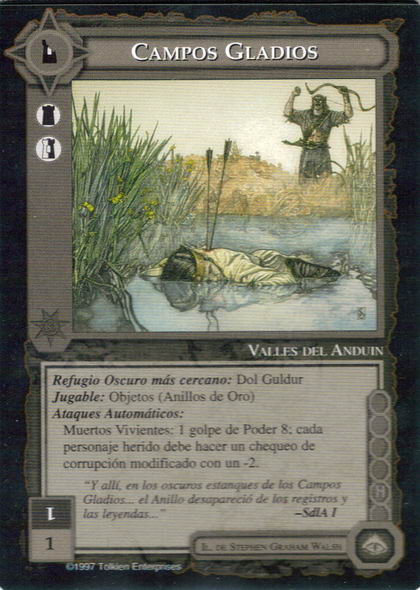 CAMPOS GLADIOS
VALLES DEL ANDUIN
Refugio Oscuro más cercano: Dol Guldur
Jugable: Objetos (Anillos de Oro)
Ataques Automáticos:
Muertos Vivientes: 1 golpe de Poder 8; cada
personaje herido debe hacer un chequeo de
corrupción modificado con un -2.
"Y allí, en los oscuros estanques de los Campos
Gladios... el Anillo desapareció de los registros y
las leyendas..." –SdlA I
1
IL. DE STEPHEN GRAHAM WALSH
©1997 Tolkien Enterprises